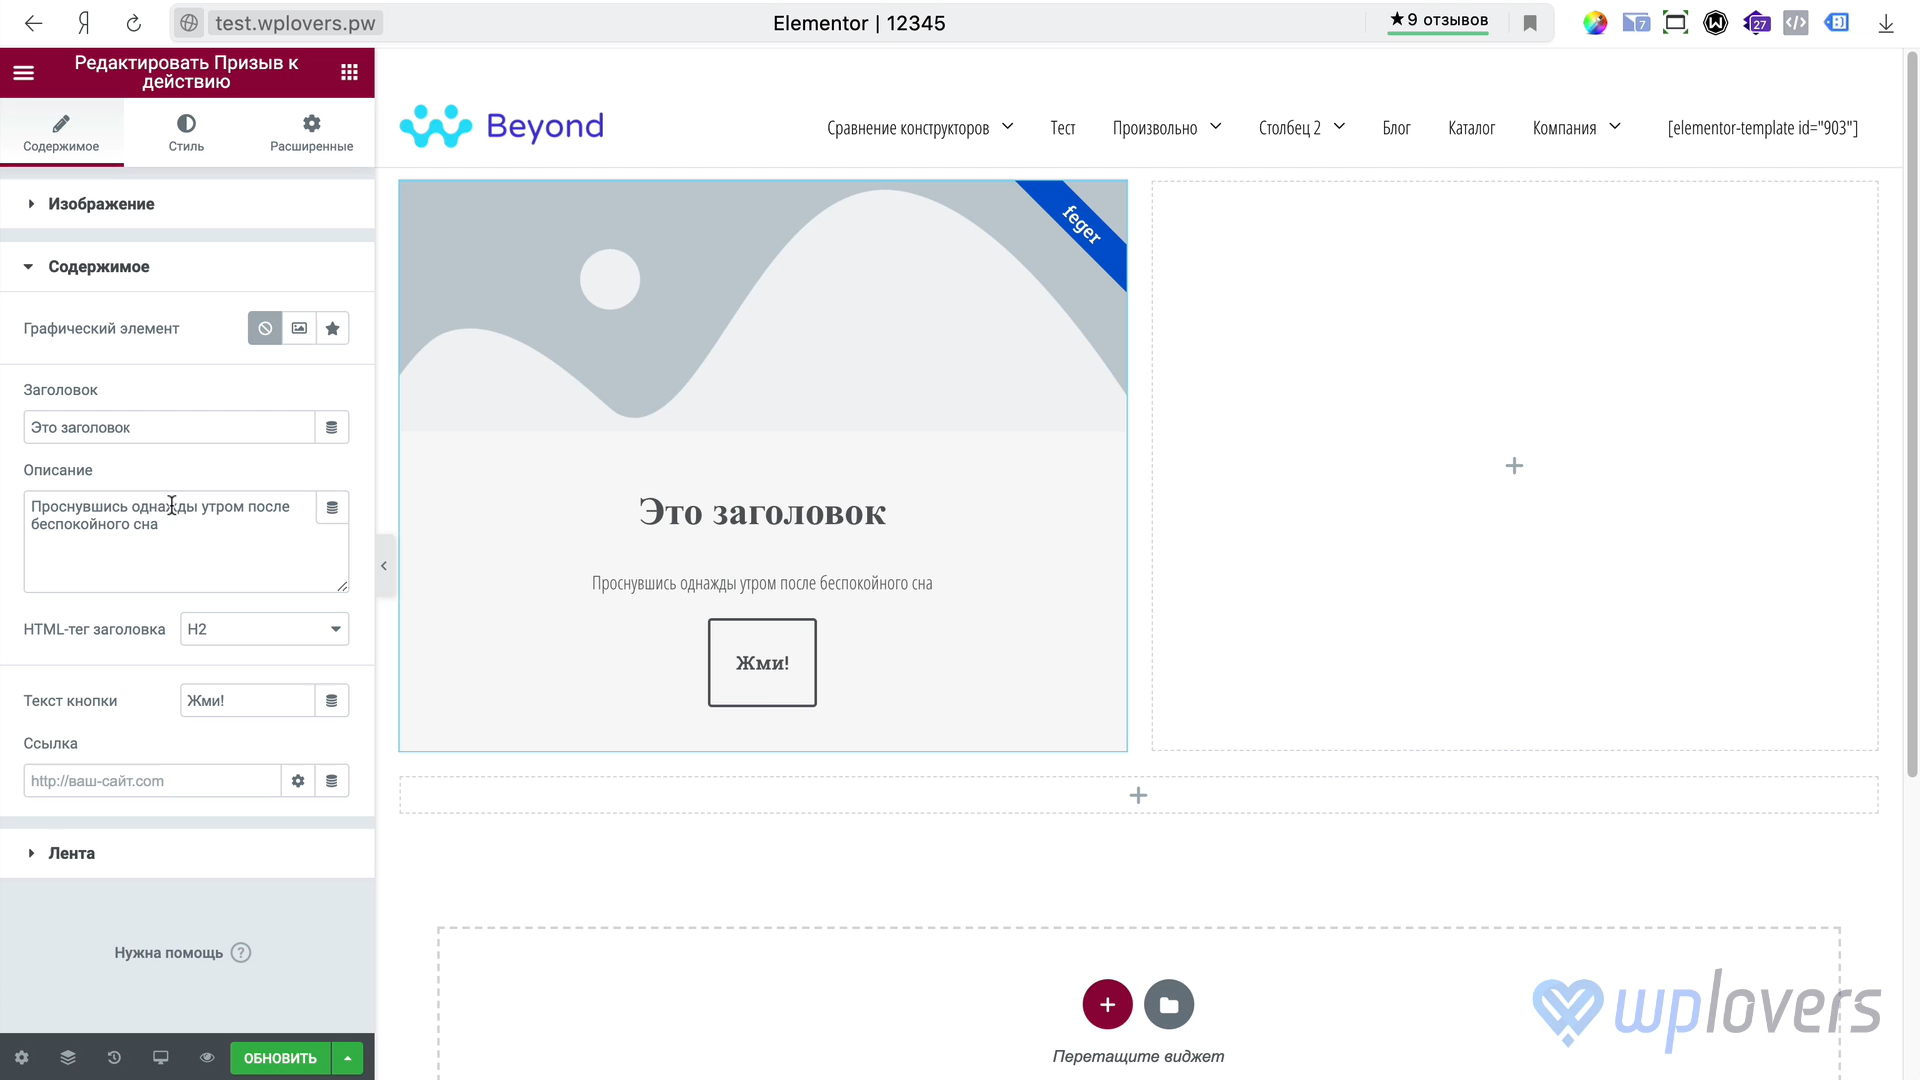 test.wplovers.pw
Elementor | 12345
★9 отзывов
7
27
Редактировать Призыв к
действию
Содержимое
Стиль
Расширенные
Beyond
Сравнение конструкторов
Тест
Произвольно
Столбец 2
Блог
Каталог
Компания
[elementor-template id="903"]
Изображение
Содержимое
Графический элемент
Заголовок
Это заголовок
Описание
Проснувшись однажды утром после
беспокойного сна
HTML-тег заголовка
H2
Текст кнопки
Жми!
Ссылка
http://ваш-сайт.com
Лента
Нужна помощь ?
ОБНОВИТЬ
feger
Это заголовок
Проснувшись однажды утром после беспокойного сна
Жми!
Перетащите виджет
wplovers